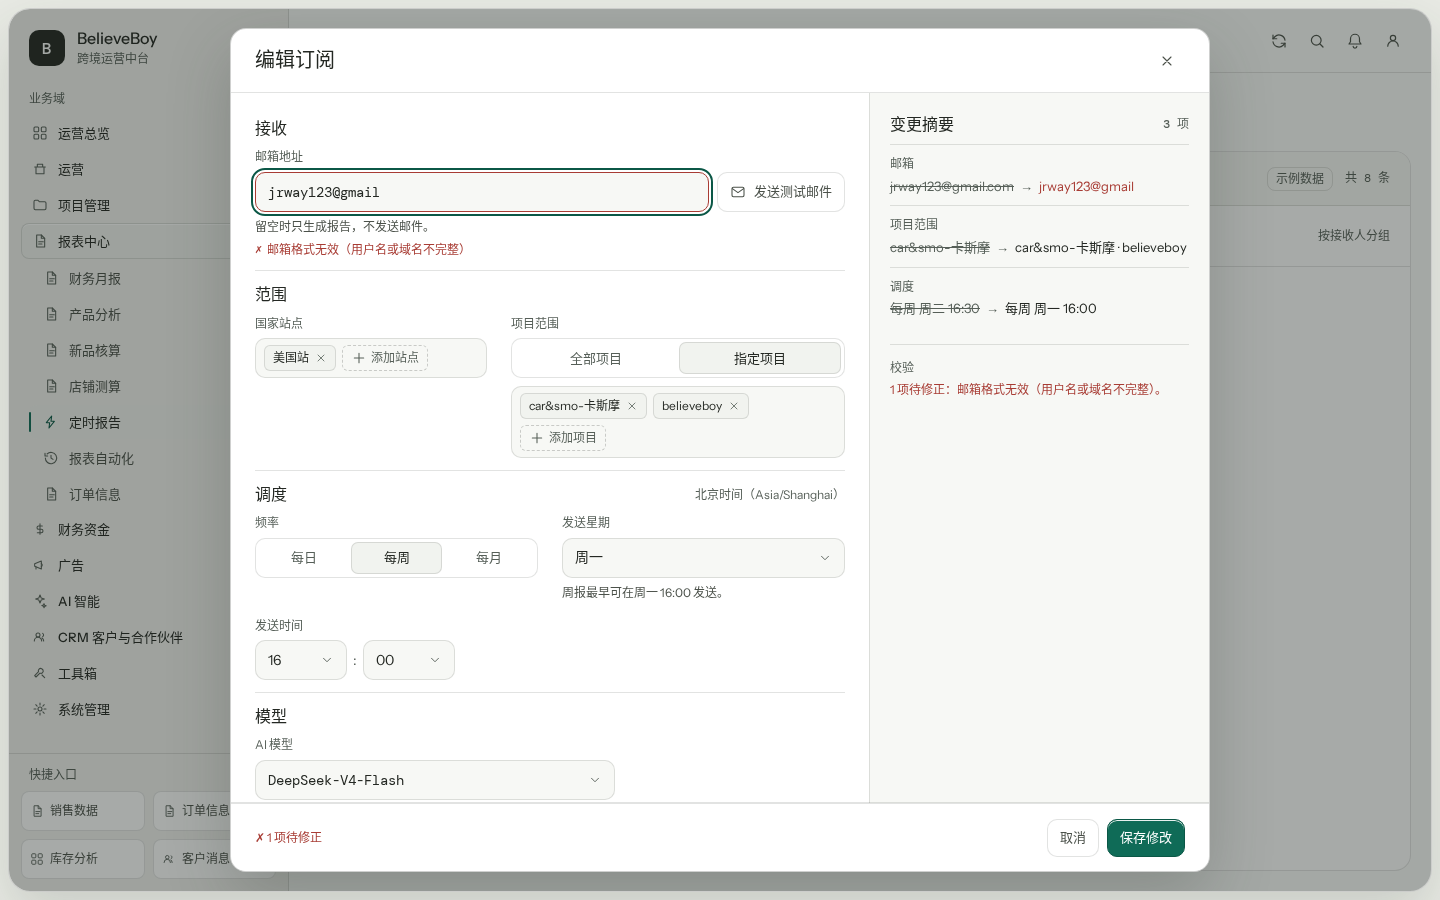 B
BelieveBoy
跨境运营中台
业务域
运营总览
运营
项目管理
报表中心
财务月报
产品分析
新品核算
店铺测算
定时报告
报表自动化
订单信息
财务资金
广告
AI 智能
CRM 客户与合作伙伴
工具箱
系统管理
快捷入口
销售数据
订单信息
库存分析
客户消息
示例数据
共 8 条
按接收人分组
编辑订阅
接收
邮箱地址
jrway123@gmail
发送测试邮件
留空时只生成报告，不发送邮件。
✗ 邮箱格式无效（用户名或域名不完整）
范围
国家站点
美国站
添加站点
项目范围
全部项目
指定项目
car&smo-卡斯摩
believeboy
添加项目
调度
北京时间（Asia/Shanghai）
频率
每日
每周
每月
发送星期
周一
周报最早可在周一 16:00 发送。
发送时间
16 : 00
模型
AI 模型
DeepSeek-V4-Flash
变更摘要
3 项
邮箱
jrway123@gmail.com → jrway123@gmail
项目范围
car&smo-卡斯摩 → car&smo-卡斯摩 · believeboy
调度
每周 周二 16:30 → 每周 周一 16:00
校验
1 项待修正：邮箱格式无效（用户名或域名不完整）。
✗ 1 项待修正
取消
保存修改